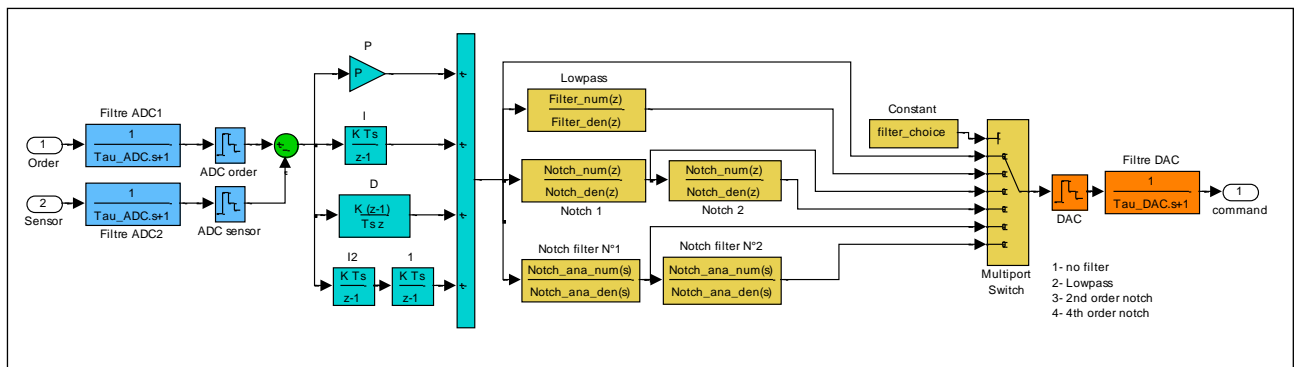 P
P
Filtre ADC1
1
Order
1
Tau_ADC.s+1
ADC order
2
Sensor
1
Tau_ADC.s+1
Filtre ADC2
ADC sensor
I
K Ts
z-1
D
K (z-1)
Ts z
I2
K Ts
z-1
1
K Ts
z-1
Lowpass
Filter_num(z)
Filter_den(z)
Notch_num(z)
Notch_den(z)
Notch 1
Notch_num(z)
Notch_den(z)
Notch 2
Notch filter N°1
Notch_ana_num(s)
Notch_ana_den(s)
Notch filter N°2
Notch_ana_num(s)
Notch_ana_den(s)
Constant
filter_choice
Multiport
Switch
DAC
Filtre DAC
1
Tau_DAC.s+1
1
command
1- no filter
2- Lowpass
3- 2nd order notch
4- 4th order notch